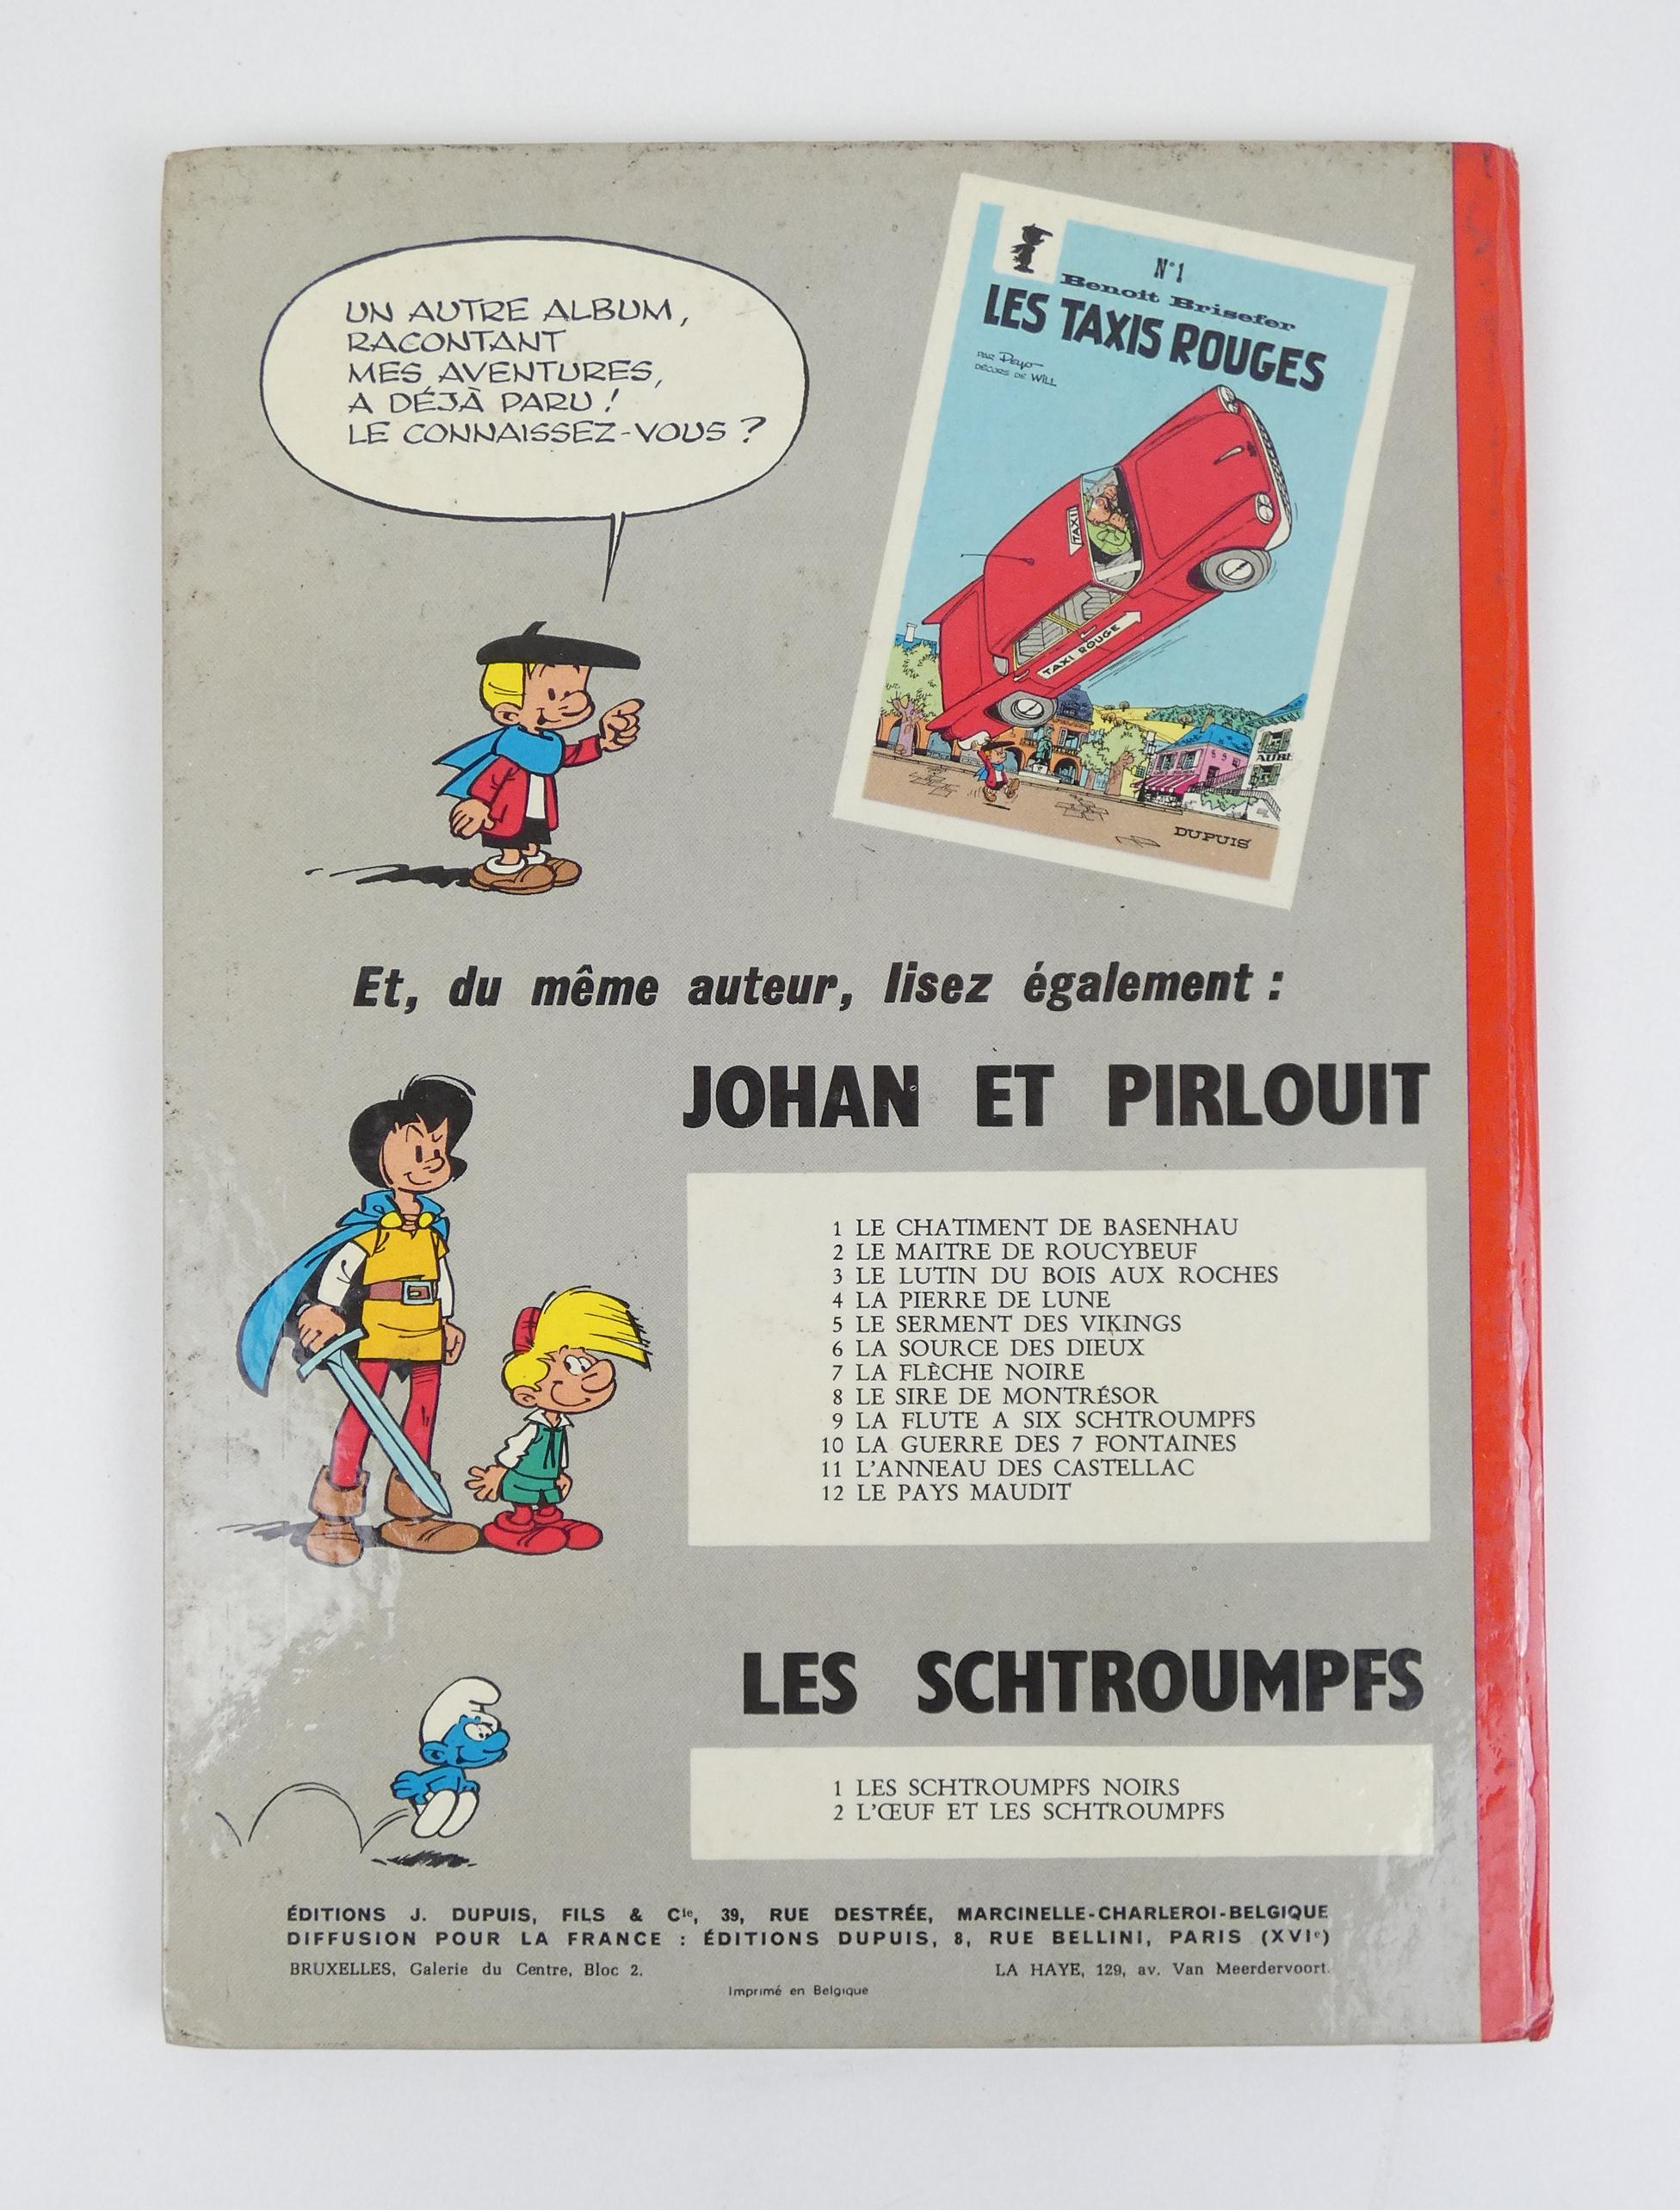 UN AUTRE ALBUM,
RACONTANT
MES AVENTURES,
A DÉJÀ PARU !
LE CONNAISSEZ-VOUS ?
N°1
Benoit Brisefer
LES TAXIS ROUGES
PAR Peyo
DÉCORS DE WILL
TAXI
TAXI ROUGE
AUBE
DUPUIS
Et, du même auteur, lisez également :
JOHAN ET PIRLOUIT
1 LE CHATIMENT DE BASENHAU
2 LE MAITRE DE ROUCYBEUF
3 LE LUTIN DU BOIS AUX ROCHES
4 LA PIERRE DE LUNE
5 LE SERMENT DES VIKINGS
6 LA SOURCE DES DIEUX
7 LA FLÈCHE NOIRE
8 LE SIRE DE MONTRÉSOR
9 LA FLUTE A SIX SCHTROUMPFS
10 LA GUERRE DES 7 FONTAINES
11 L'ANNEAU DES CASTELLAC
12 LE PAYS MAUDIT
LES SCHTROUMPFS
1 LES SCHTROUMPFS NOIRS
2 L'ŒUF ET LES SCHTROUMPFS
ÉDITIONS J. DUPUIS, FILS & Cie, 39, RUE DESTRÉE, MARCINELLE-CHARLEROI-BELGIQUE
DIFFUSION POUR LA FRANCE : ÉDITIONS DUPUIS, 8, RUE BELLINI, PARIS (XVIe)
BRUXELLES, Galerie du Centre, Bloc 2. LA HAYE, 129, av. Van Meerdervoort.
Imprimé en Belgique